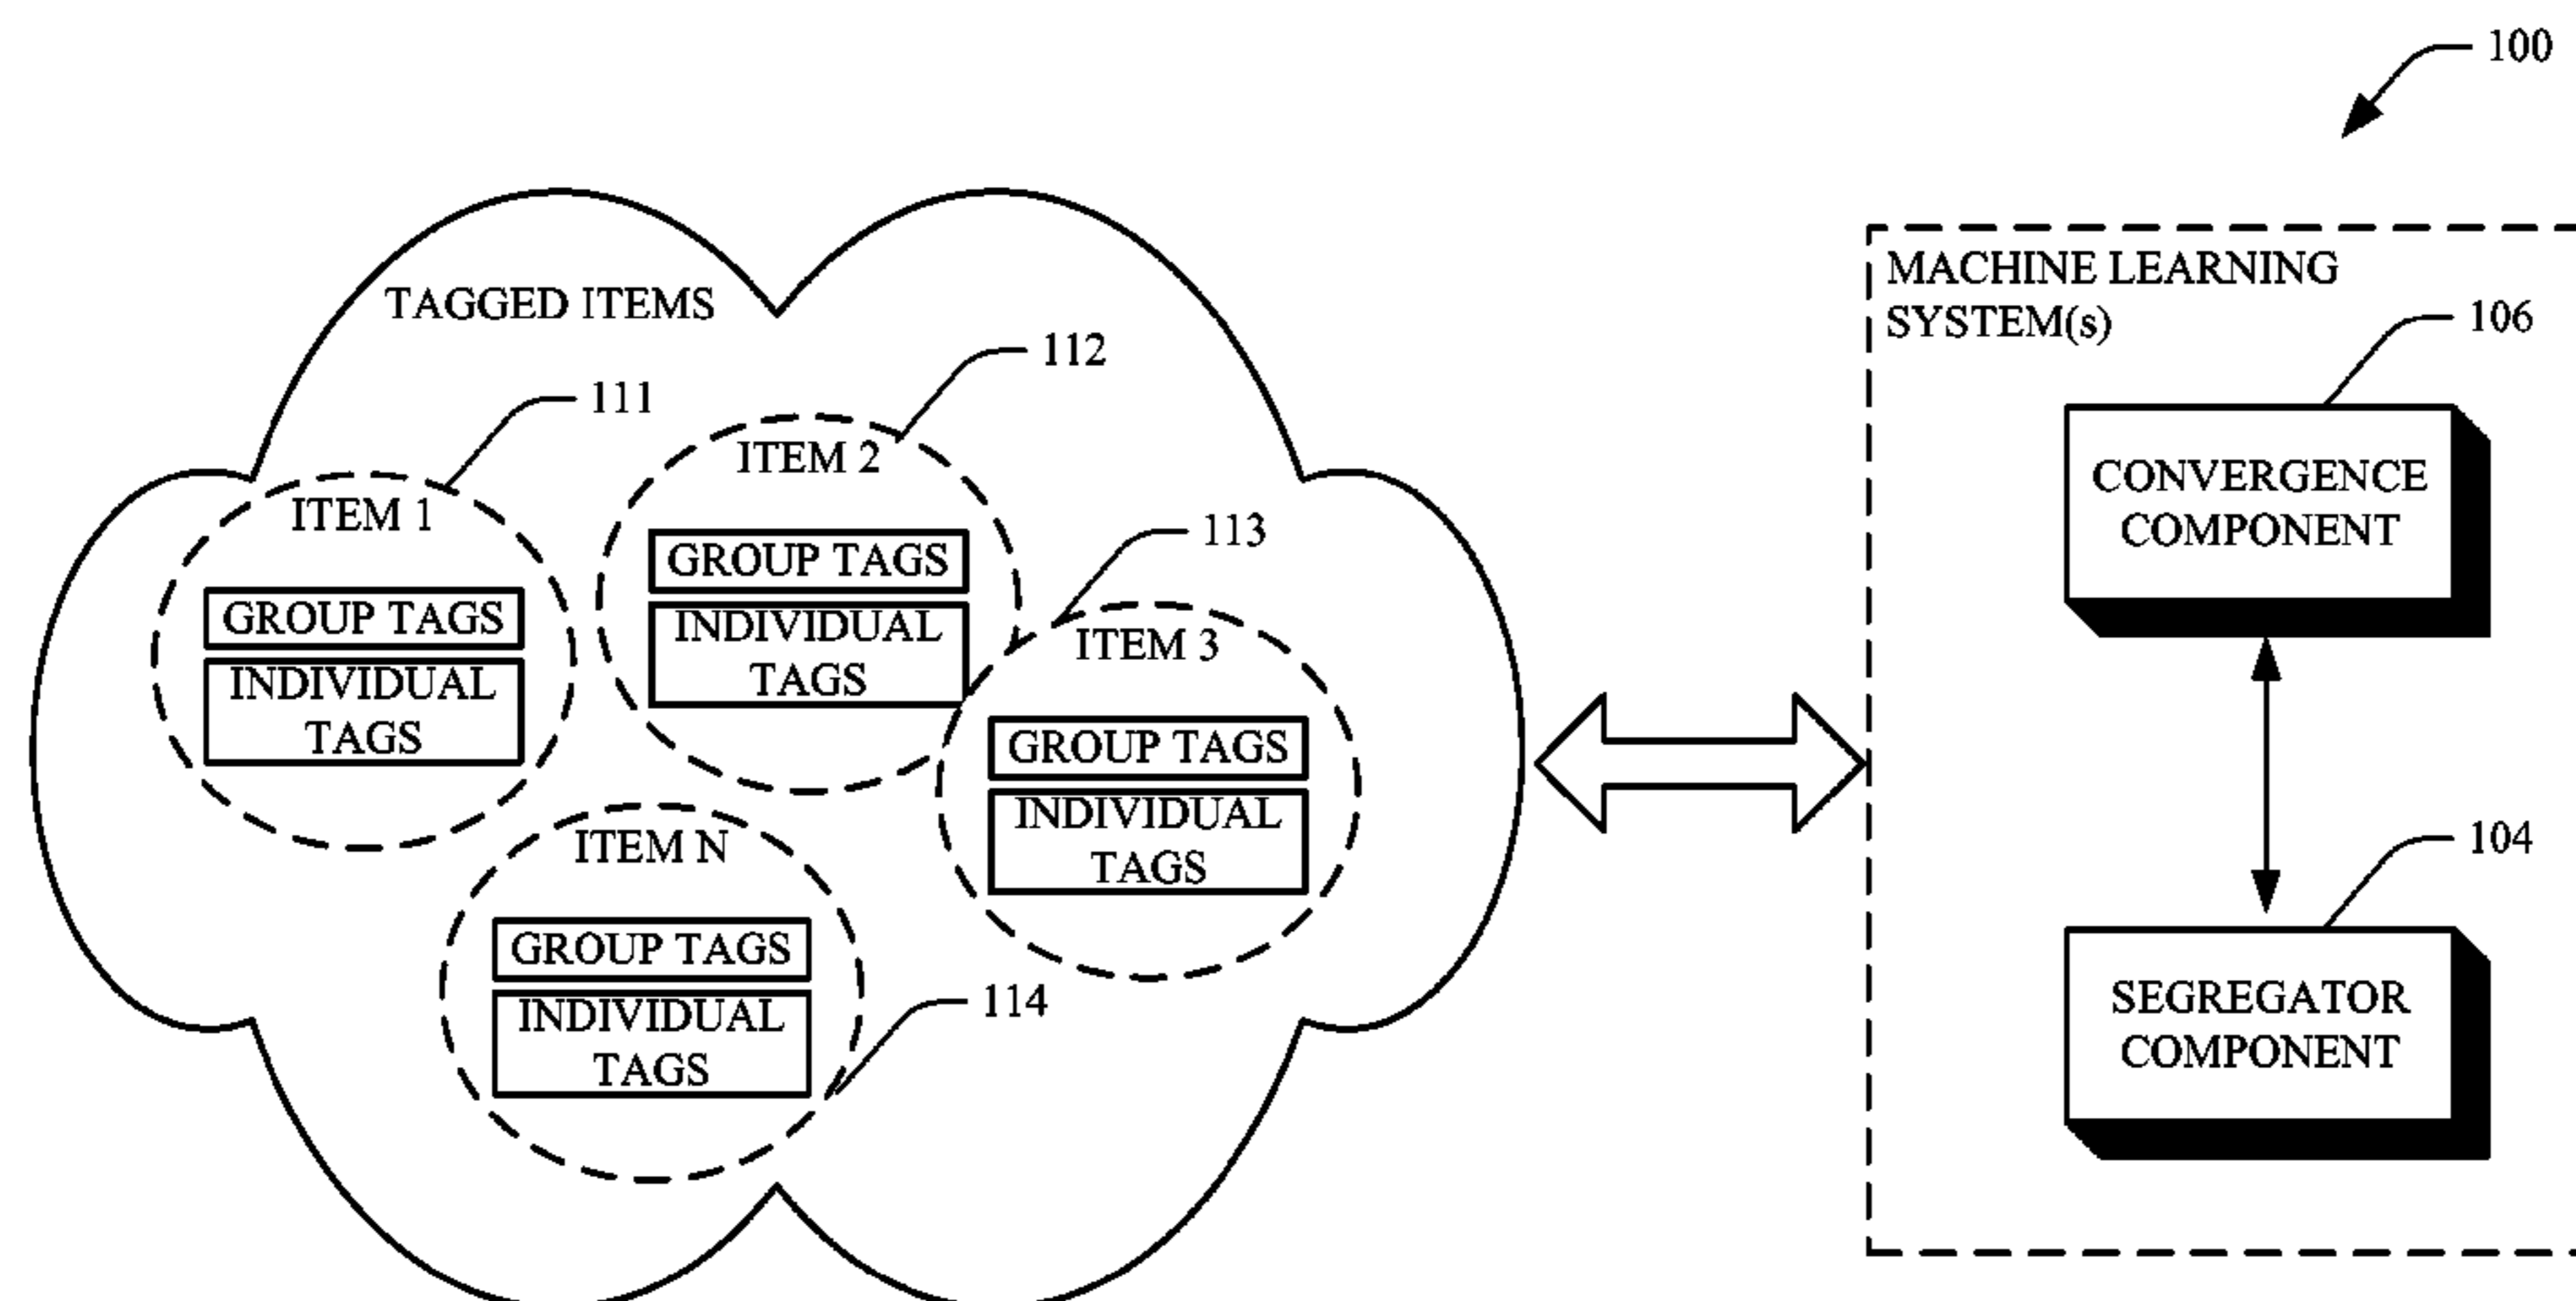 100
TAGGED ITEMS
112
111
ITEM 1
GROUP TAGS
INDIVIDUAL
TAGS
ITEM 2
GROUP TAGS
INDIVIDUAL
TAGS
113
ITEM 3
GROUP TAGS
INDIVIDUAL
TAGS
ITEM N
GROUP TAGS
INDIVIDUAL
TAGS
114
MACHINE LEARNING
SYSTEM(s)
106
CONVERGENCE
COMPONENT
104
SEGREGATOR
COMPONENT